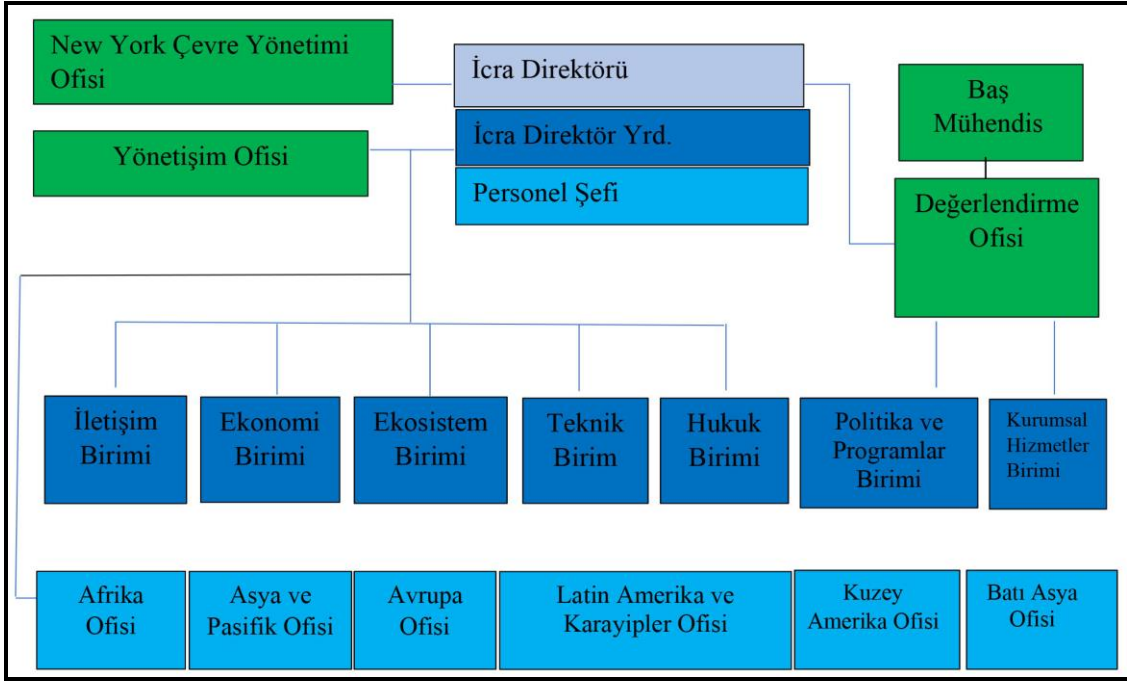 New York Çevre Yönetimi
Ofisi
İcra Direktörü
Baş
Mühendis
Yönetişim Ofisi
İcra Direktör Yrd.
Personel Şefi
Değerlendirme
Ofisi
İletişim
Birimi
Ekonomi
Birimi
Ekosistem
Birimi
Teknik
Birim
Hukuk
Birimi
Politika ve
Programlar
Birimi
Kurumsal
Hizmetler
Birimi
Afrika
Ofisi
Asya ve
Pasifik Ofisi
Avrupa
Ofisi
Latin Amerika ve
Karayipler Ofisi
Kuzey
Amerika Ofisi
Batı Asya
Ofisi